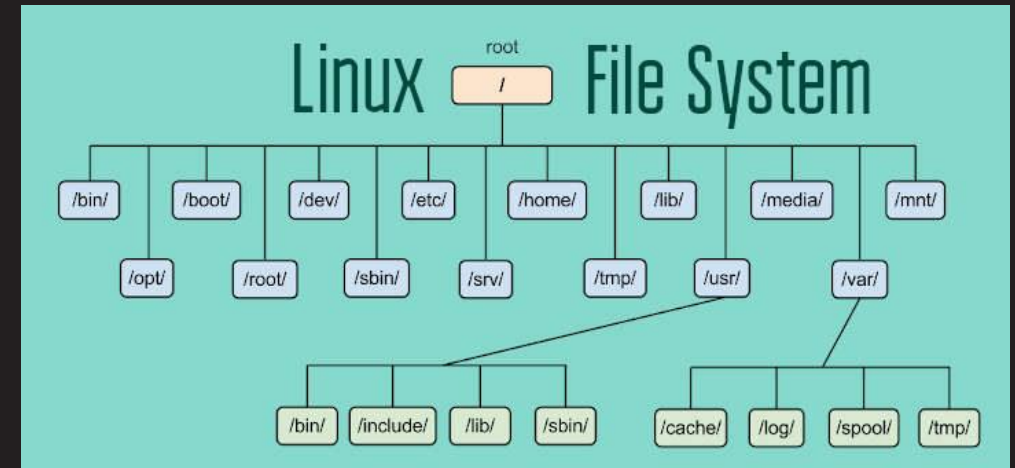 root
Linux / File System
/bin/ /boot/ /dev/ /etc/ /home/ /lib/ /media/ /mnt/
/opt/ /root/ /sbin/ /srv/ /tmp/ /usr/ /var/
/bin/ /include/ /lib/ /sbin/ /cache/ /log/ /spool/ /tmp/